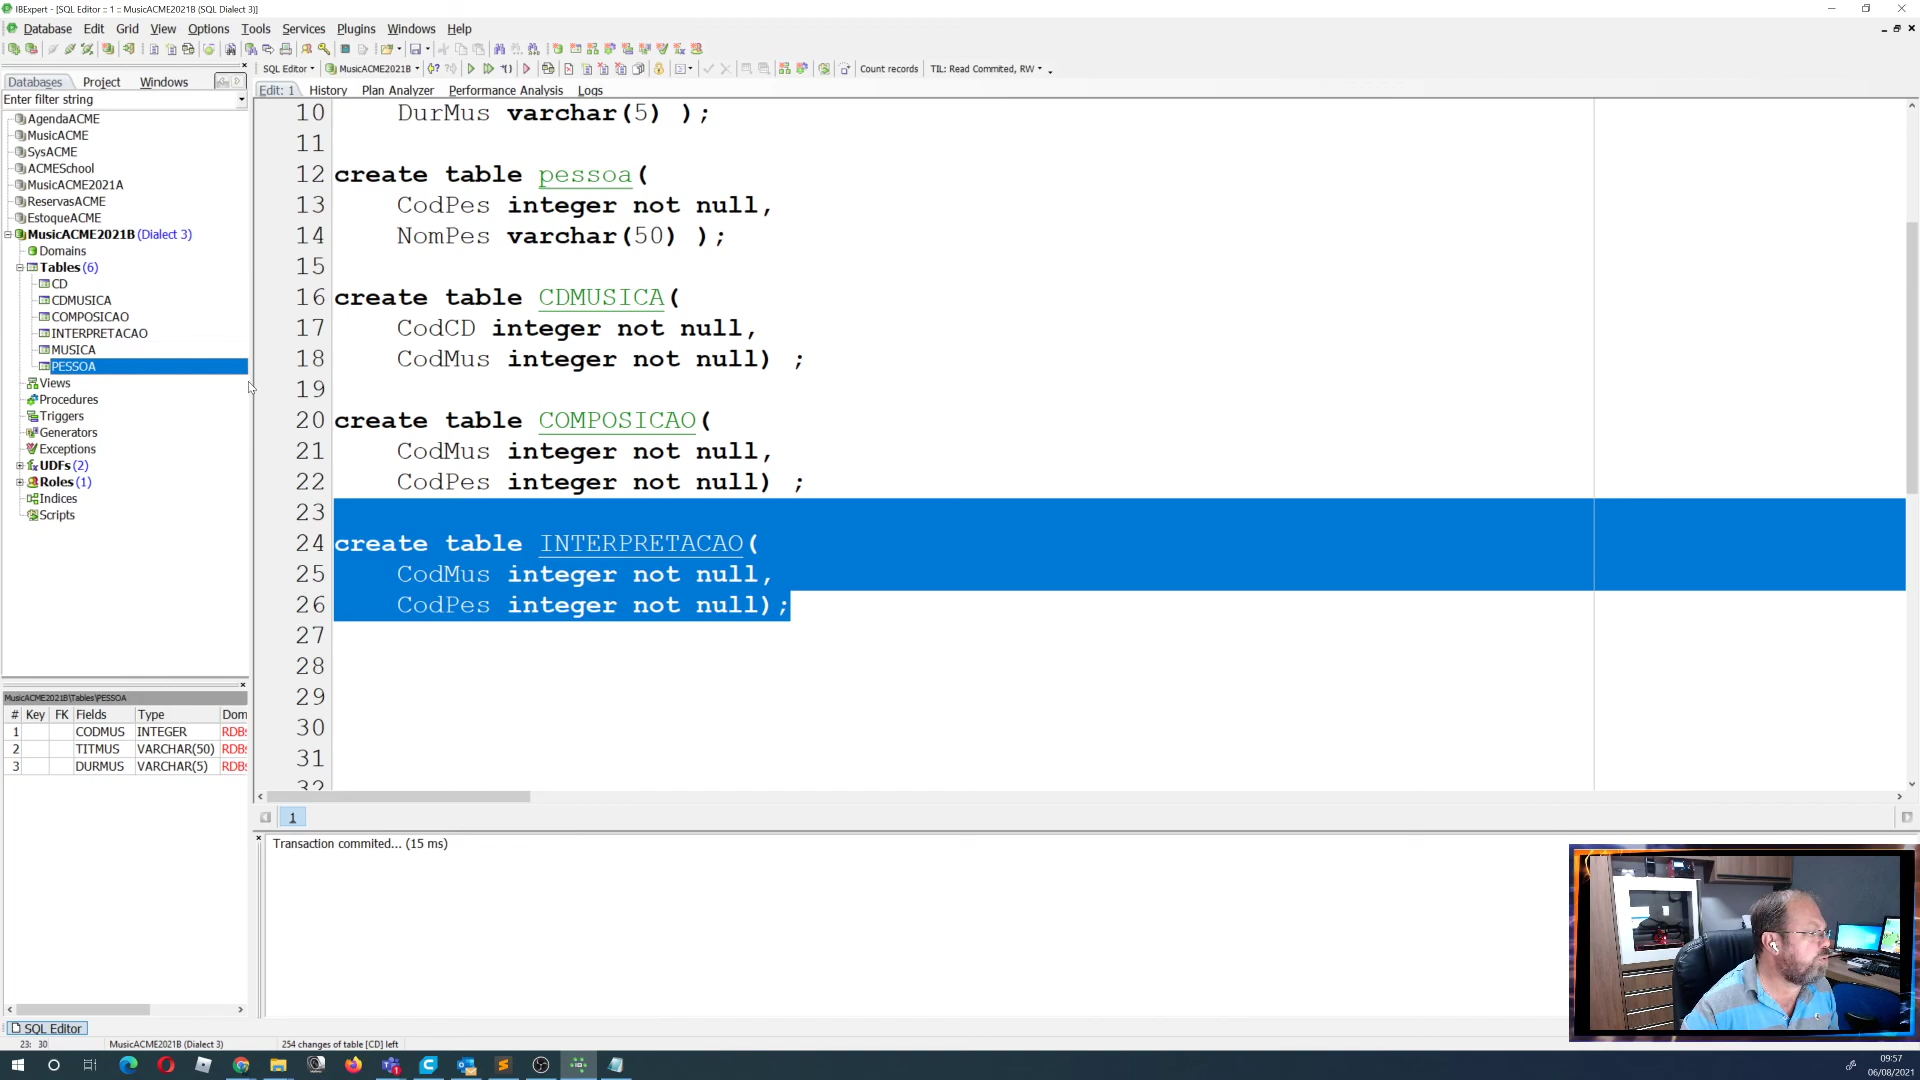 IBExpert - [SQL Editor :: 1 :: MusicACME2021B (SQL Dialect 3)]
Database Edit Grid View Options Tools Services Plugins Windows Help
Databases Project Windows
SQL Editor MusicACME2021B Count records TIL: Read Commited, RW
Enter filter string
Edit: 1 History Plan Analyzer Performance Analysis Logs
AgendaACME
MusicACME
SysACME
ACMESchool
MusicACME2021A
ReservasACME
EstoqueACME
MusicACME2021B (Dialect 3)
Domains
Tables (6)
CD
CDMUSICA
COMPOSICAO
INTERPRETACAO
MUSICA
PESSOA
Views
Procedures
Triggers
Generators
Exceptions
UDFs (2)
Roles (1)
Indices
Scripts
10 DurMus varchar(5) );
11
12 create table pessoa(
13 CodPes integer not null,
14 NomPes varchar(50) );
15
16 create table CDMUSICA(
17 CodCD integer not null,
18 CodMus integer not null) ;
19
20 create table COMPOSICAO(
21 CodMus integer not null,
22 CodPes integer not null) ;
23
24 create table INTERPRETACAO(
25 CodMus integer not null,
26 CodPes integer not null);
27
28
29
30
31
32
MusicACME2021B\Tables\PESSOA
# Key FK Fields Type Dom
1 CODMUS INTEGER RDB$
2 TITMUS VARCHAR(50) RDB$
3 DURMUS VARCHAR(5) RDB$
1
Transaction commited... (15 ms)
SQL Editor
23: 30 MusicACME2021B (Dialect 3) 254 changes of table [CD] left
09:57
06/08/2021